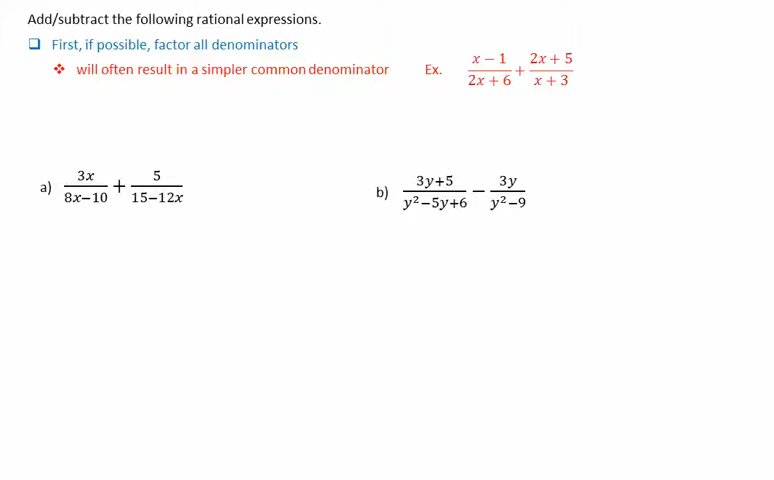 Add/subtract the following rational expressions.
❑ First, if possible, factor all denominators
❖ will often result in a simpler common denominator
Ex. (x − 1)/(2x + 6) + (2x + 5)/(x + 3)
a) 3x/(8x−10) + 5/(15−12x)
b) (3y+5)/(y²−5y+6) − 3y/(y²−9)